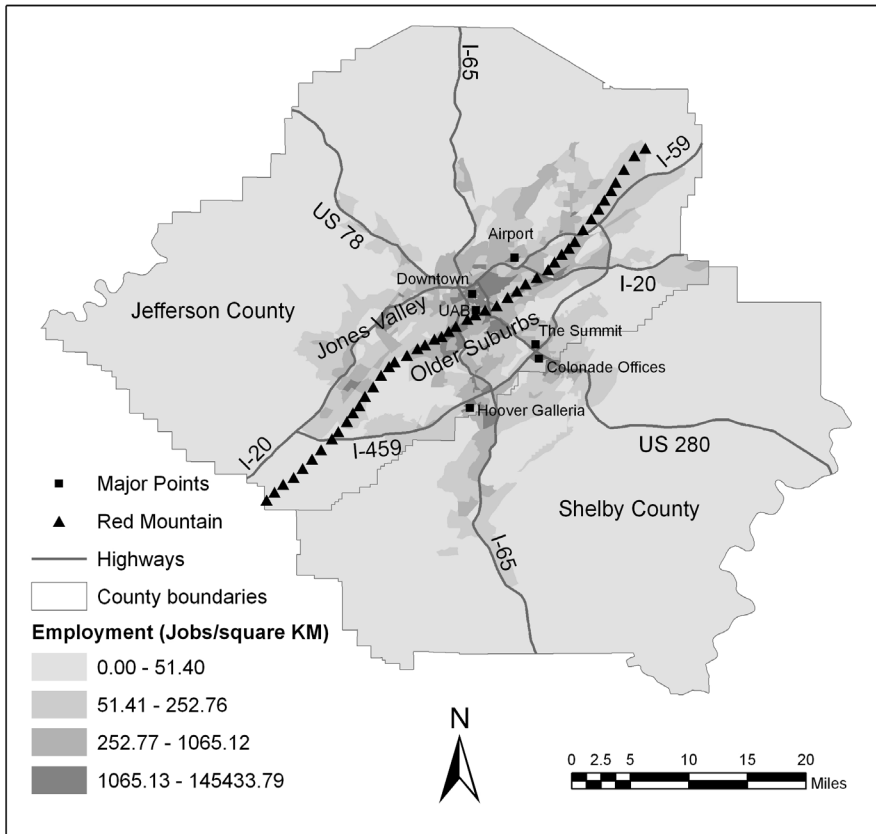 I-65
I-59
US 78
Airport
Downtown
I-20
Jefferson County
UAB
Jones Valley
The Summit
Older Suburbs
Colonade Offices
Hoover Galleria
US 280
I-20
I-459
Shelby County
I-65
Major Points
Red Mountain
Highways
County boundaries
Employment (Jobs/square KM)
0.00 - 51.40
51.41 - 252.76
252.77 - 1065.12
1065.13 - 145433.79
N
0 2.5 5 10 15 20
Miles